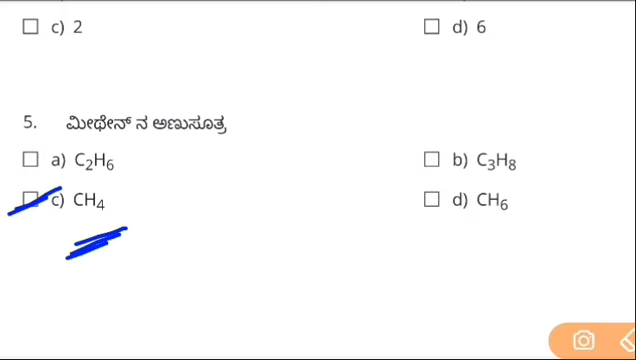 c) 2
d) 6
5. ಮೀಥೇನ್ ನ ಅಣುಸೂತ್ರ
a) C₂H₆
b) C₃H₈
c) CH₄
d) CH₆